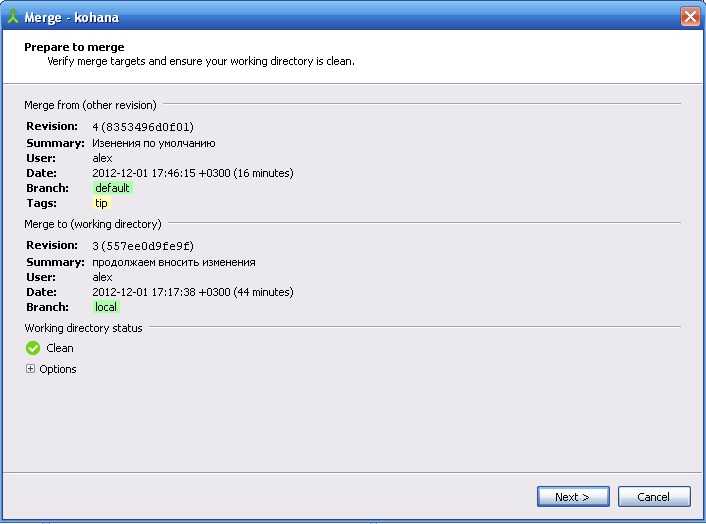 Merge - kohana
Prepare to merge
Verify merge targets and ensure your working directory is clean.
Merge from (other revision)
Revision: 4 (8353496d0f01)
Summary: Изенения по умолчанию
User: alex
Date: 2012-12-01 17:46:15 +0300 (16 minutes)
Branch: default
Tags: tip
Merge to (working directory)
Revision: 3 (557ee0d9fe9f)
Summary: продолжаем вносить изменения
User: alex
Date: 2012-12-01 17:17:38 +0300 (44 minutes)
Branch: local
Working directory status
Clean
Options
Next > Cancel